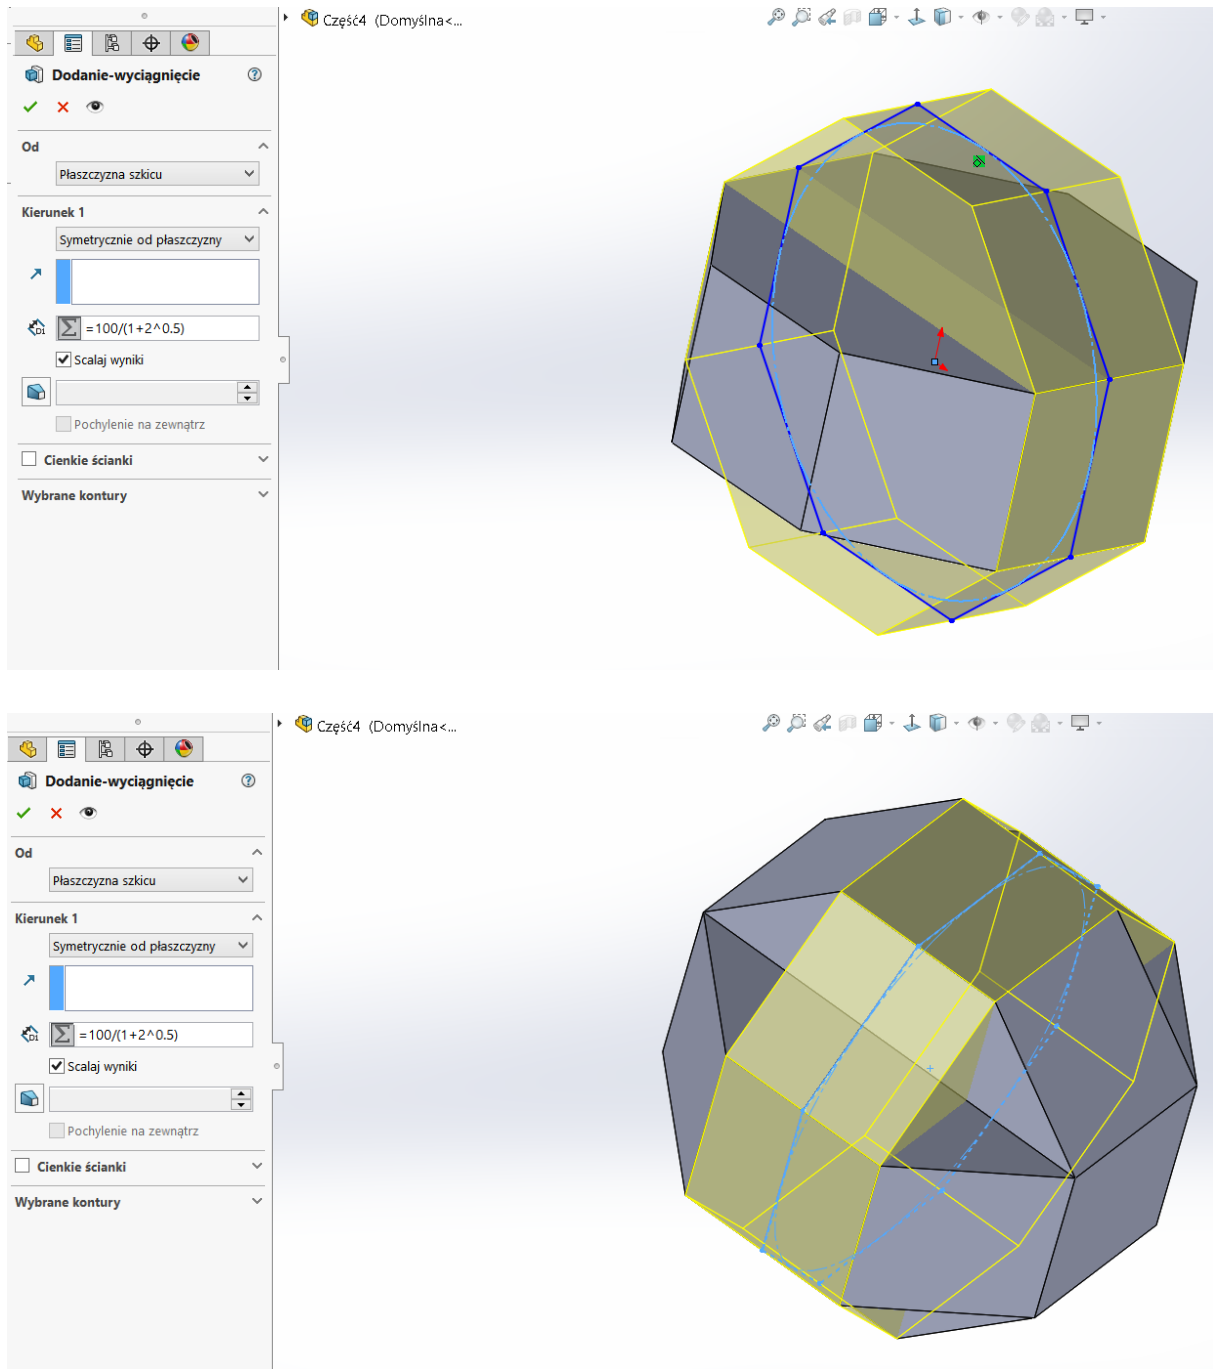 Część4 (Domyślna<...
Dodanie-wyciągnięcie
Od
Płaszczyzna szkicu
Kierunek 1
Symetrycznie od płaszczyzny
D1
=100/(1+2^0.5)
Scalaj wyniki
Pochylenie na zewnątrz
Cienkie ścianki
Wybrane kontury
Część4 (Domyślna<...
Dodanie-wyciągnięcie
Od
Płaszczyzna szkicu
Kierunek 1
Symetrycznie od płaszczyzny
D1
=100/(1+2^0.5)
Scalaj wyniki
Pochylenie na zewnątrz
Cienkie ścianki
Wybrane kontury